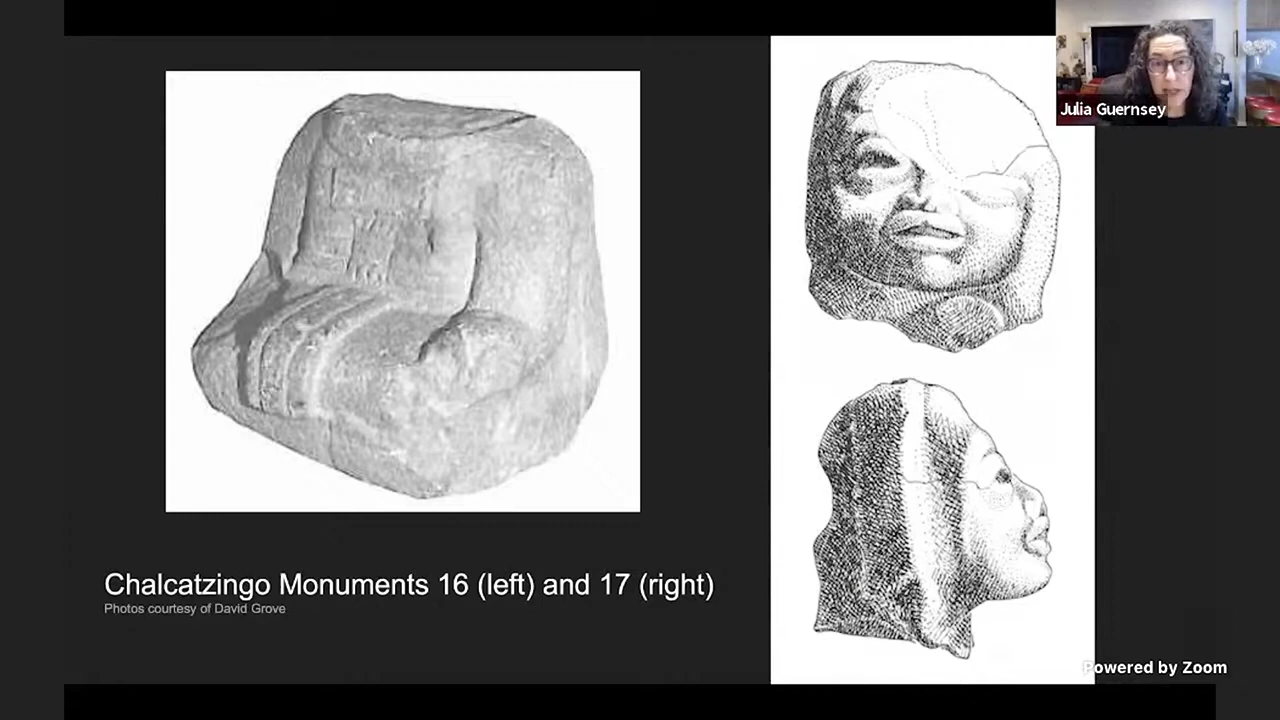 Julia Guernsey
Chalcatzingo Monuments 16 (left) and 17 (right)
Photos courtesy of David Grove
Powered by Zoom